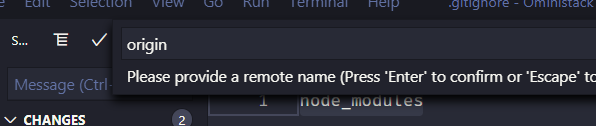 Edit Selection View Go Run Terminal Help .gitignore - Oministack
S...
origin
Message (Ctrl+
Please provide a remote name (Press 'Enter' to confirm or 'Escape' to
1 node_modules
CHANGES 2